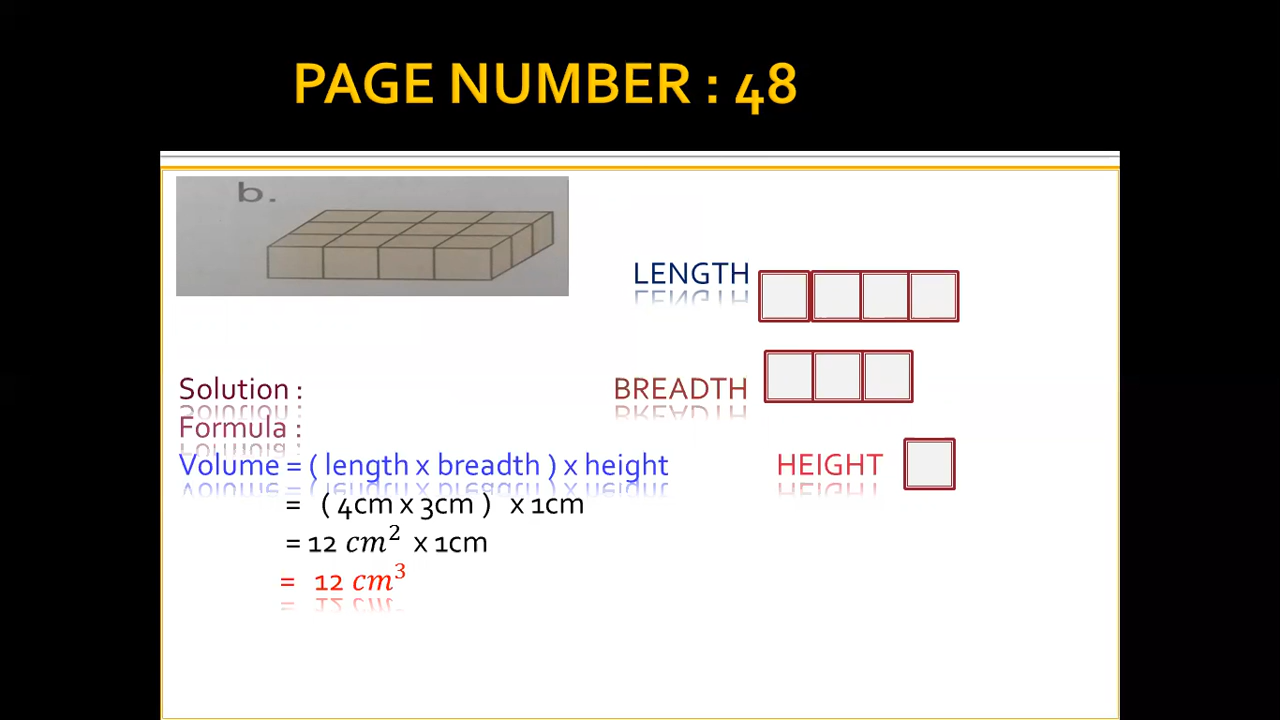 PAGE NUMBER : 48
b.
LENGTH
BREADTH
Solution :
Formula :
Volume = ( length x breadth ) x height
HEIGHT
= ( 4cm x 3cm ) x 1cm
= 12 cm² x 1cm
= 12 cm³